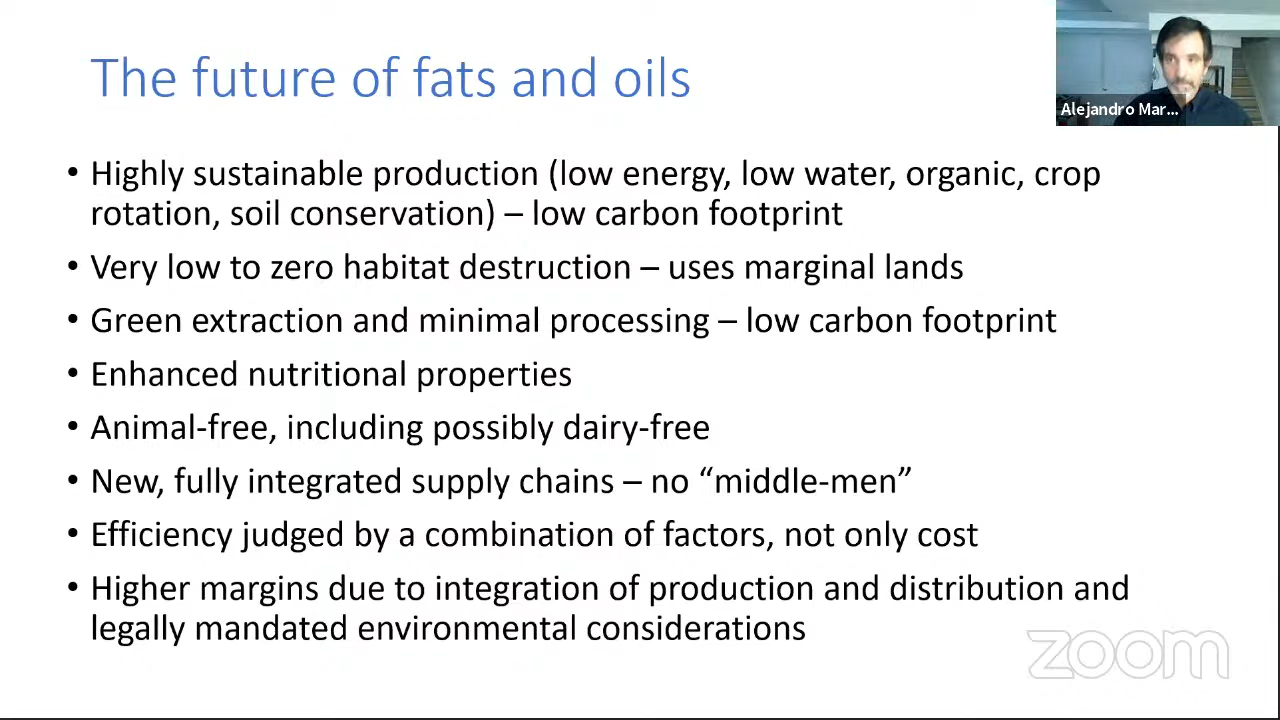 The future of fats and oils
Alejandro Mar...
• Highly sustainable production (low energy, low water, organic, crop
rotation, soil conservation) – low carbon footprint
• Very low to zero habitat destruction – uses marginal lands
• Green extraction and minimal processing – low carbon footprint
• Enhanced nutritional properties
• Animal-free, including possibly dairy-free
• New, fully integrated supply chains – no “middle-men”
• Efficiency judged by a combination of factors, not only cost
• Higher margins due to integration of production and distribution and
legally mandated environmental considerations
zoom